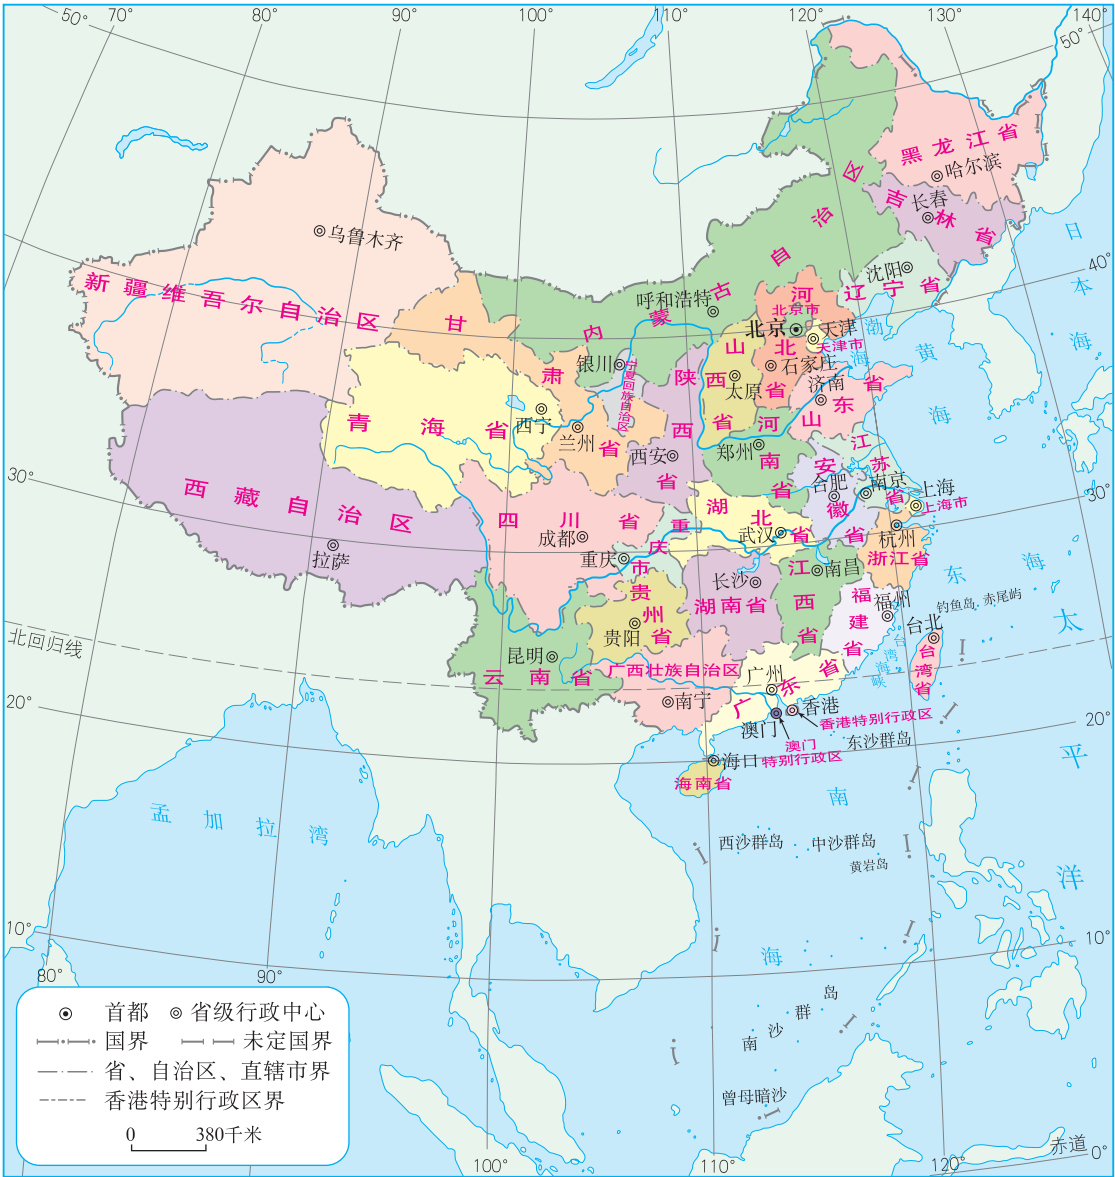 50° 70° 80° 90° 100° 110° 120° 130° 140°
50°
黑龙江省
哈尔滨
吉林省
长春
内蒙古自治区
呼和浩特
辽宁省
沈阳
日本海
40°
新疆维吾尔自治区
乌鲁木齐
甘肃省
兰州
青海省
西宁
宁夏回族自治区
银川
陕西省
西安
山西省
太原
河北省
石家庄
北京市
北京
天津
天津市
渤海
黄海
山东省
济南
河南省
郑州
江苏省
南京
安徽省
合肥
上海
上海市
30°
30°
西藏自治区
拉萨
四川省
成都
重庆市
重庆
湖北省
武汉
浙江省
杭州
东海
湖南省
长沙
江西省
南昌
福建省
福州
钓鱼岛
赤尾屿
台北
台湾省
台湾海峡
太平洋
贵州省
贵阳
云南省
昆明
北回归线
广西壮族自治区
南宁
广东省
广州
香港
香港特别行政区
澳门
澳门
特别行政区
东沙群岛
20°
20°
海南省
海口
孟加拉湾
南海
西沙群岛
中沙群岛
黄岩岛
10°
10°
南沙群岛
曾母暗沙
80°
90°
100°
110°
120°
赤道
0°
首都
省级行政中心
国界
未定国界
省、自治区、直辖市界
香港特别行政区界
0
380千米